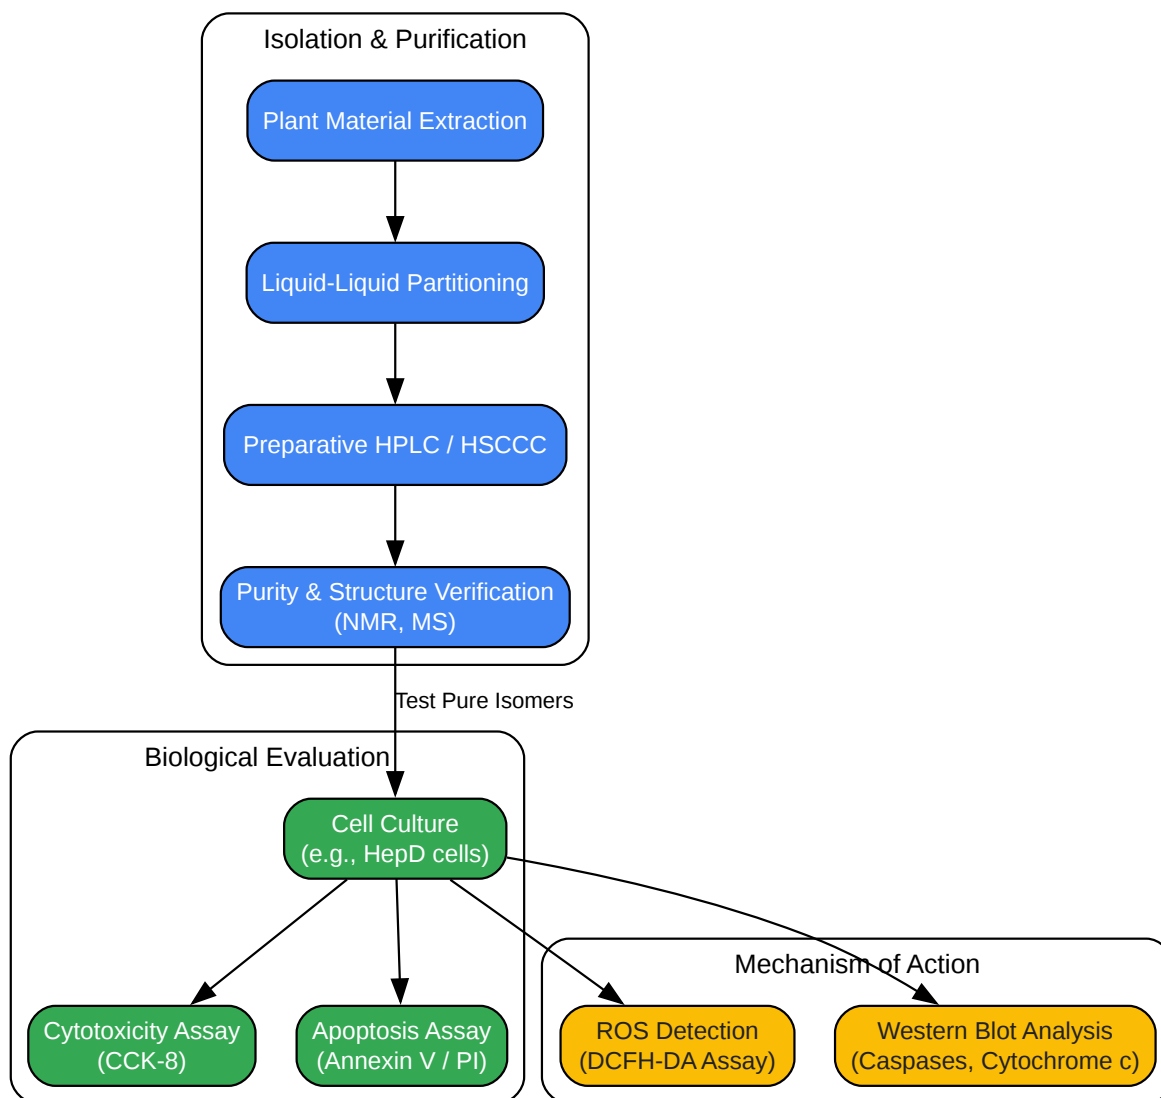 Isolation & Purification
Plant Material Extraction
Liquid-Liquid Partitioning
Preparative HPLC / HSCCC
Purity & Structure Verification
(NMR, MS)
Test Pure Isomers
Biological Evaluation
Cell Culture
(e.g., HepD cells)
Mechanism of Action
Cytotoxicity Assay
(CCK-8)
Apoptosis Assay
(Annexin V / PI)
ROS Detection
(DCFH-DA Assay)
Western Blot Analysis
(Caspases, Cytochrome c)